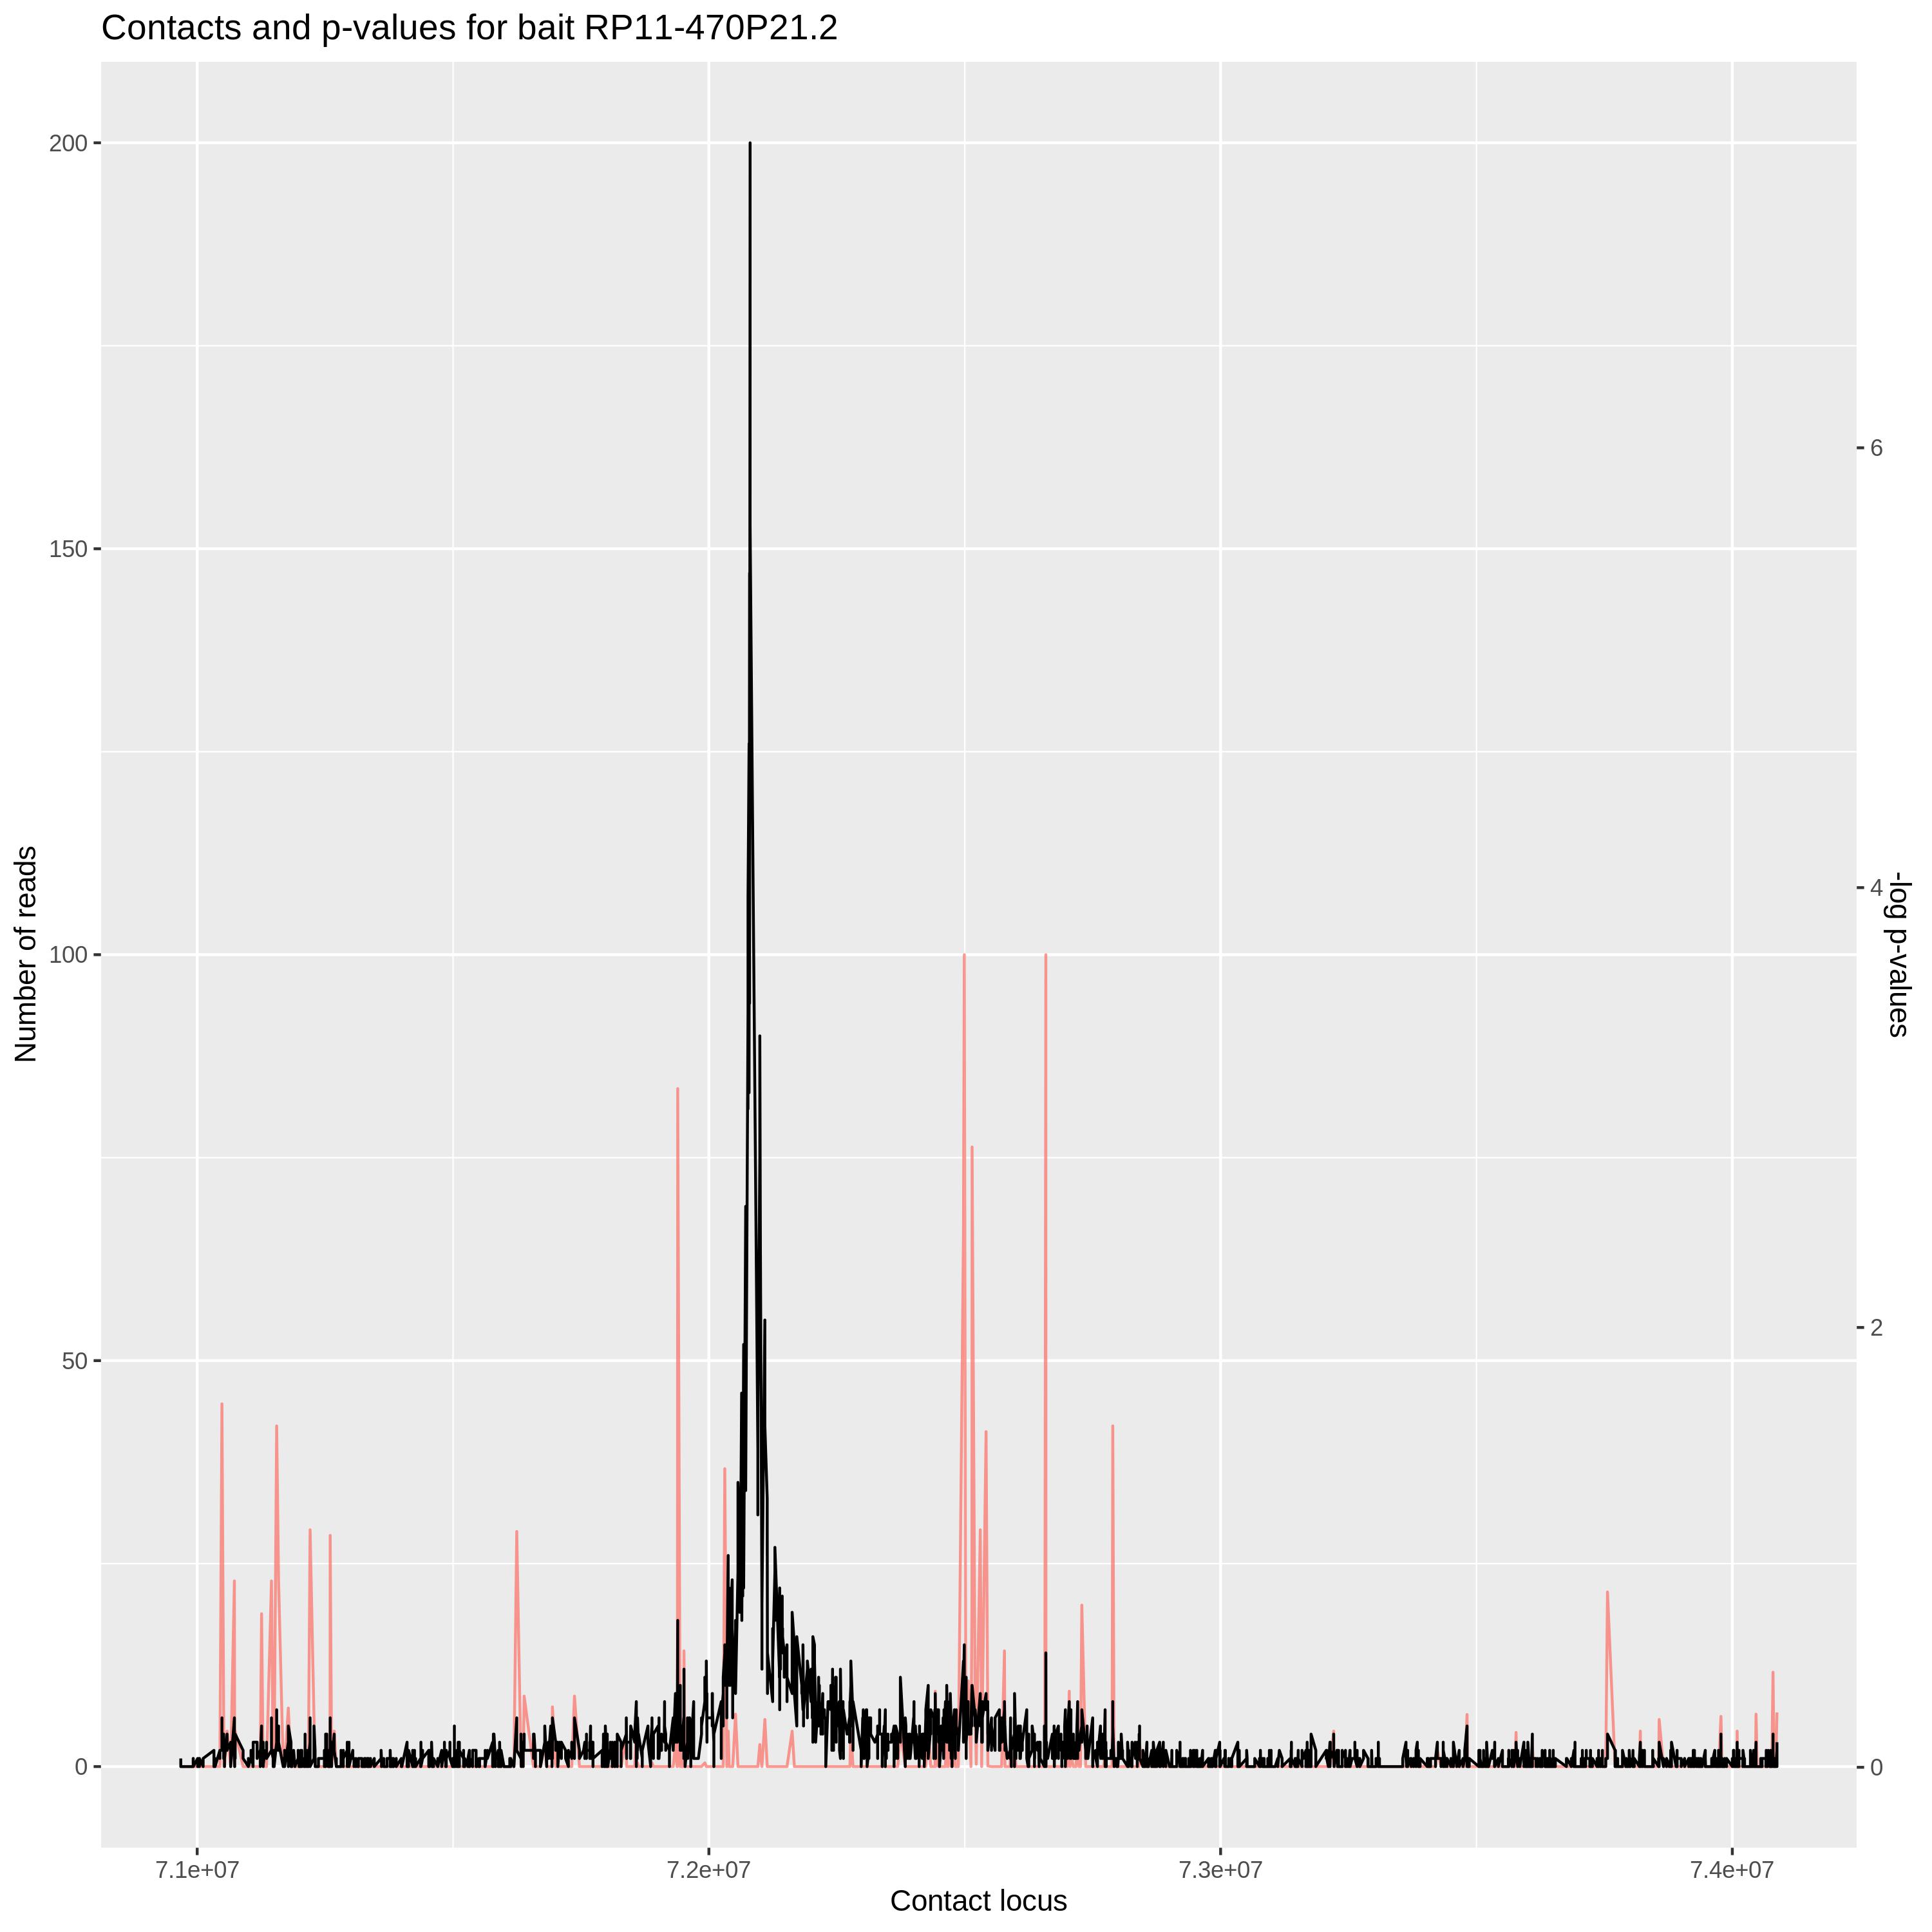 Contacts and p-values for bait RP11-470P21.2
200
150
100
50
0
Number of reads
6
4
2
0
-log p-values
7.1e+07
7.2e+07
7.3e+07
7.4e+07
Contact locus